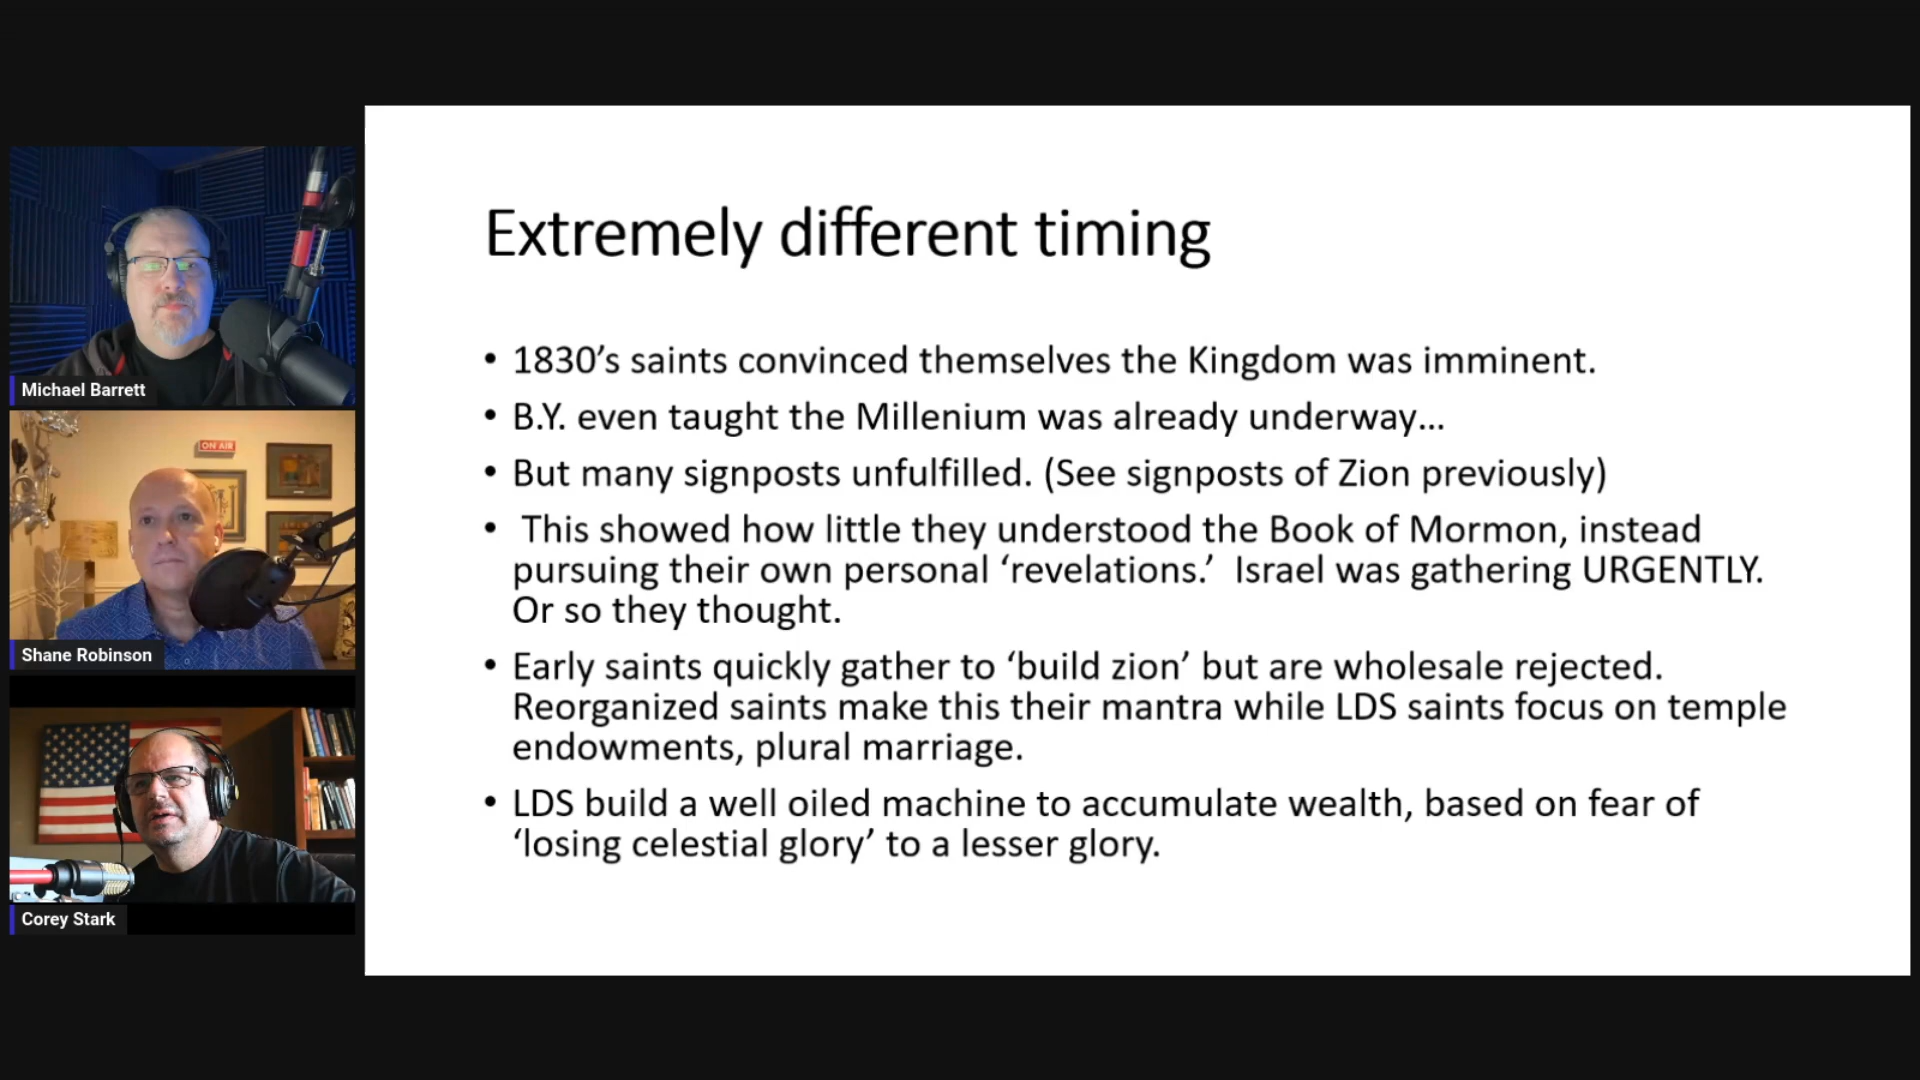 Michael Barrett
ON AIR
Shane Robinson
Corey Stark
Extremely different timing
• 1830’s saints convinced themselves the Kingdom was imminent.
• B.Y. even taught the Millenium was already underway...
• But many signposts unfulfilled. (See signposts of Zion previously)
• This showed how little they understood the Book of Mormon, instead
pursuing their own personal ‘revelations.’ Israel was gathering URGENTLY.
Or so they thought.
• Early saints quickly gather to ‘build zion’ but are wholesale rejected.
Reorganized saints make this their mantra while LDS saints focus on temple
endowments, plural marriage.
• LDS build a well oiled machine to accumulate wealth, based on fear of
‘losing celestial glory’ to a lesser glory.